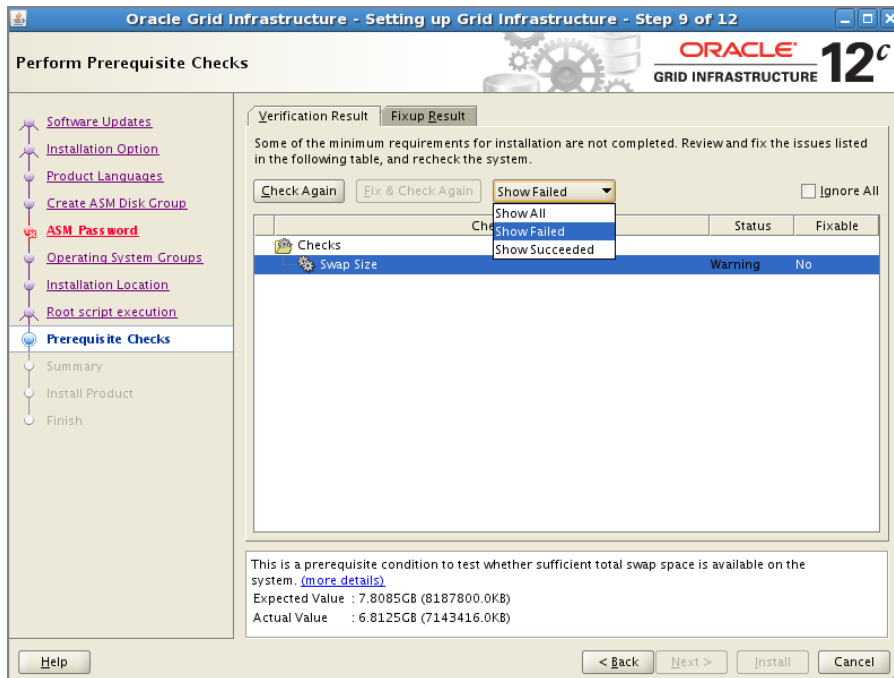 Oracle Grid Infrastructure - Setting up Grid Infrastructure - Step 9 of 12
Perform Prerequisite Checks
ORACLE
GRID INFRASTRUCTURE
12c
Software Updates
Installation Option
Product Languages
Create ASM Disk Group
ASM Password
Operating System Groups
Installation Location
Root script execution
Prerequisite Checks
Summary
Install Product
Finish
Verification Result Fixup Result
Some of the minimum requirements for installation are not completed. Review and fix the issues listed
in the following table, and recheck the system.
Check Again Fix & Check Again Show Failed Ignore All
Show All
Show Failed
Show Succeeded
Che Status Fixable
Checks
Swap Size Warning No
This is a prerequisite condition to test whether sufficient total swap space is available on the
system. (more details)
Expected Value : 7.8085GB (8187800.0KB)
Actual Value : 6.8125GB (7143416.0KB)
Help < Back Next > Install Cancel